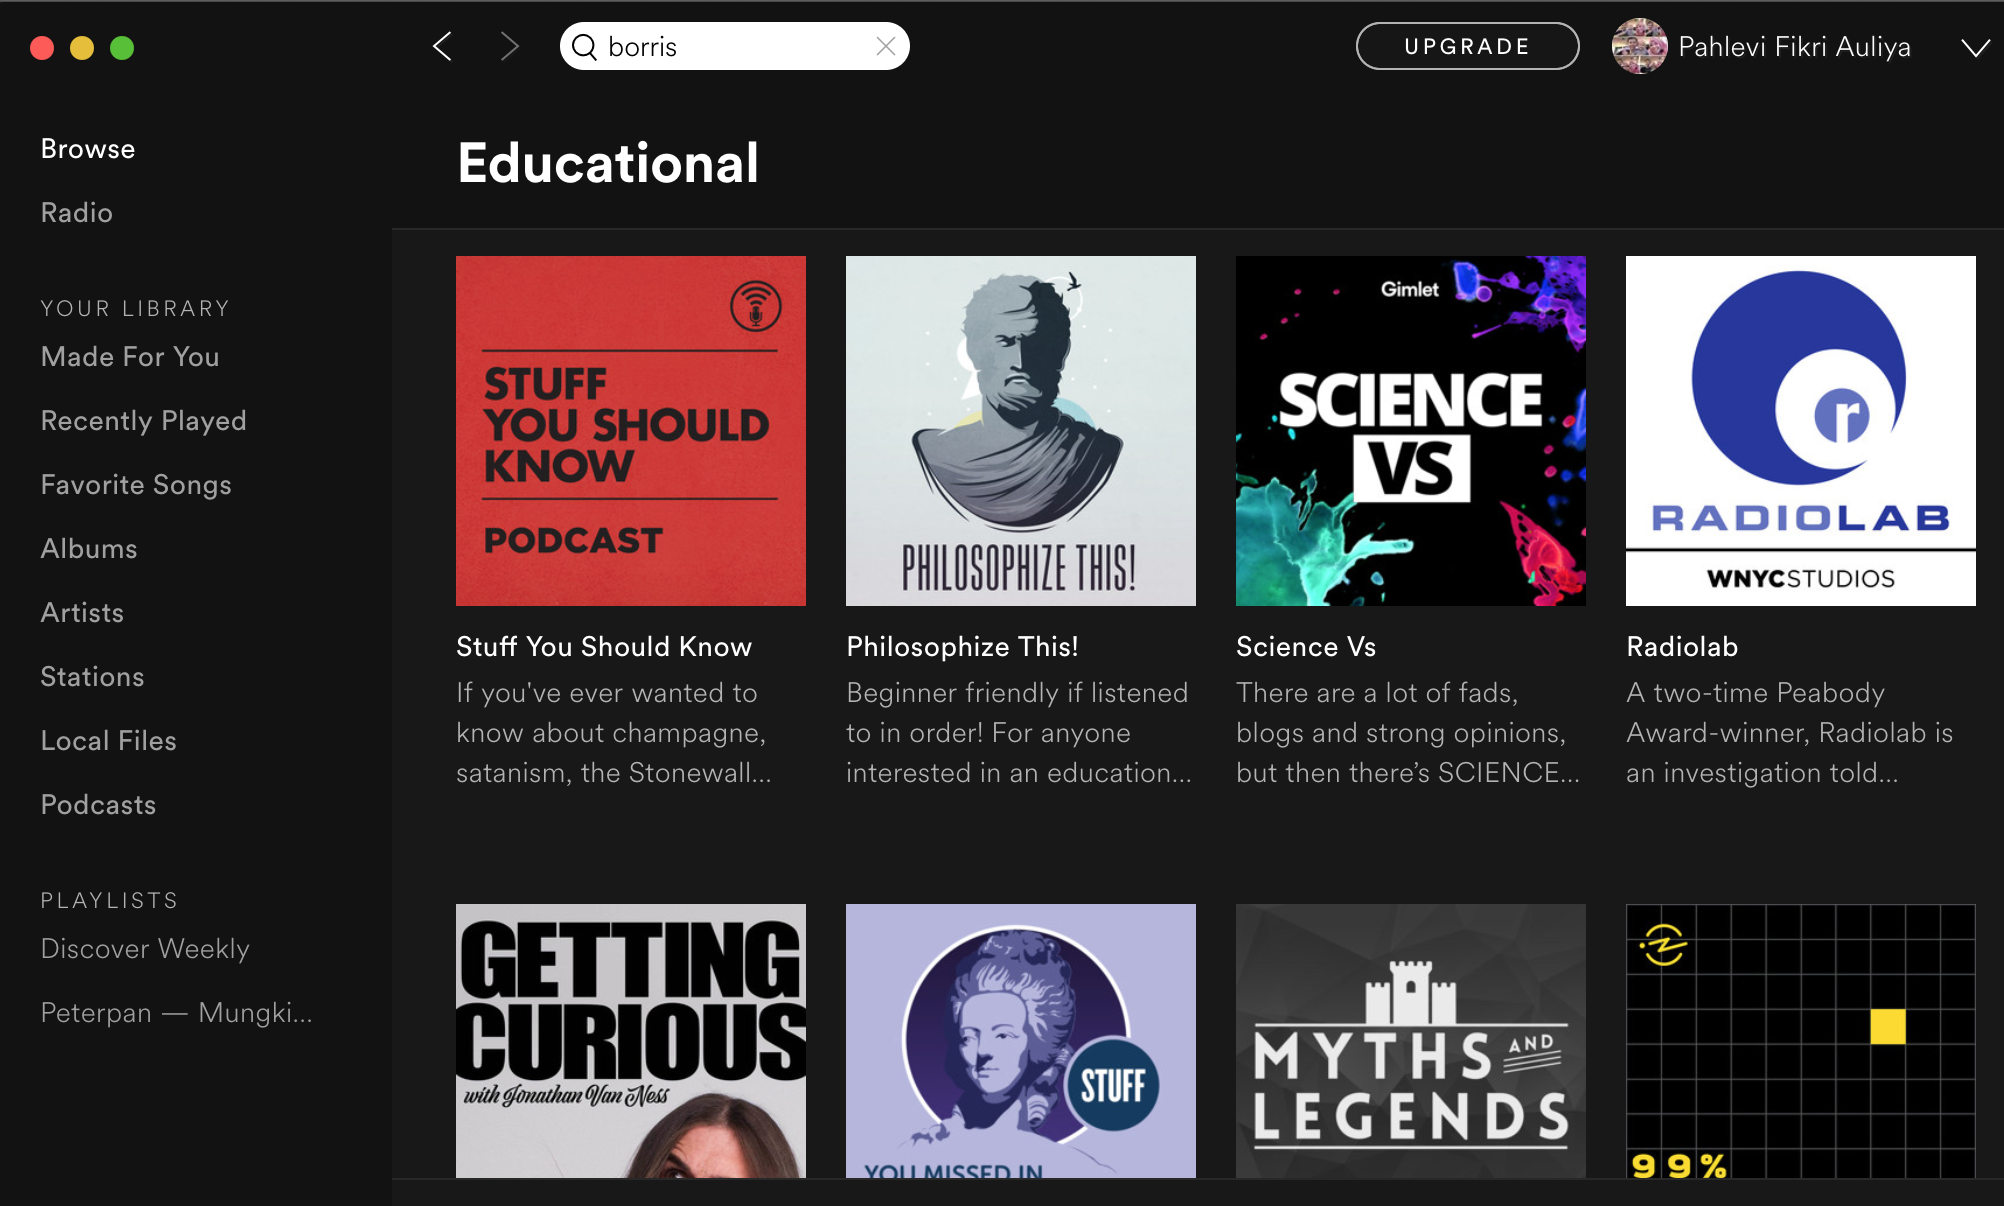 borris
UPGRADE
Pahlevi Fikri Auliya
Browse
Radio
YOUR LIBRARY
Made For You
Recently Played
Favorite Songs
Albums
Artists
Stations
Local Files
Podcasts
PLAYLISTS
Discover Weekly
Peterpan — Mungki...
Educational
STUFF
YOU SHOULD
KNOW
PODCAST
PHILOSOPHIZE THIS!
Gimlet
SCIENCE
VS
r
RADIOLAB
WNYCSTUDIOS
Stuff You Should Know
If you've ever wanted to
know about champagne,
satanism, the Stonewall...
Philosophize This!
Beginner friendly if listened
to in order! For anyone
interested in an education...
Science Vs
There are a lot of fads,
blogs and strong opinions,
but then there’s SCIENCE...
Radiolab
A two-time Peabody
Award-winner, Radiolab is
an investigation told...
GETTING
CURIOUS
with Jonathan Van Ness
STUFF
YOU MISSED IN
MYTHS AND
LEGENDS
99%